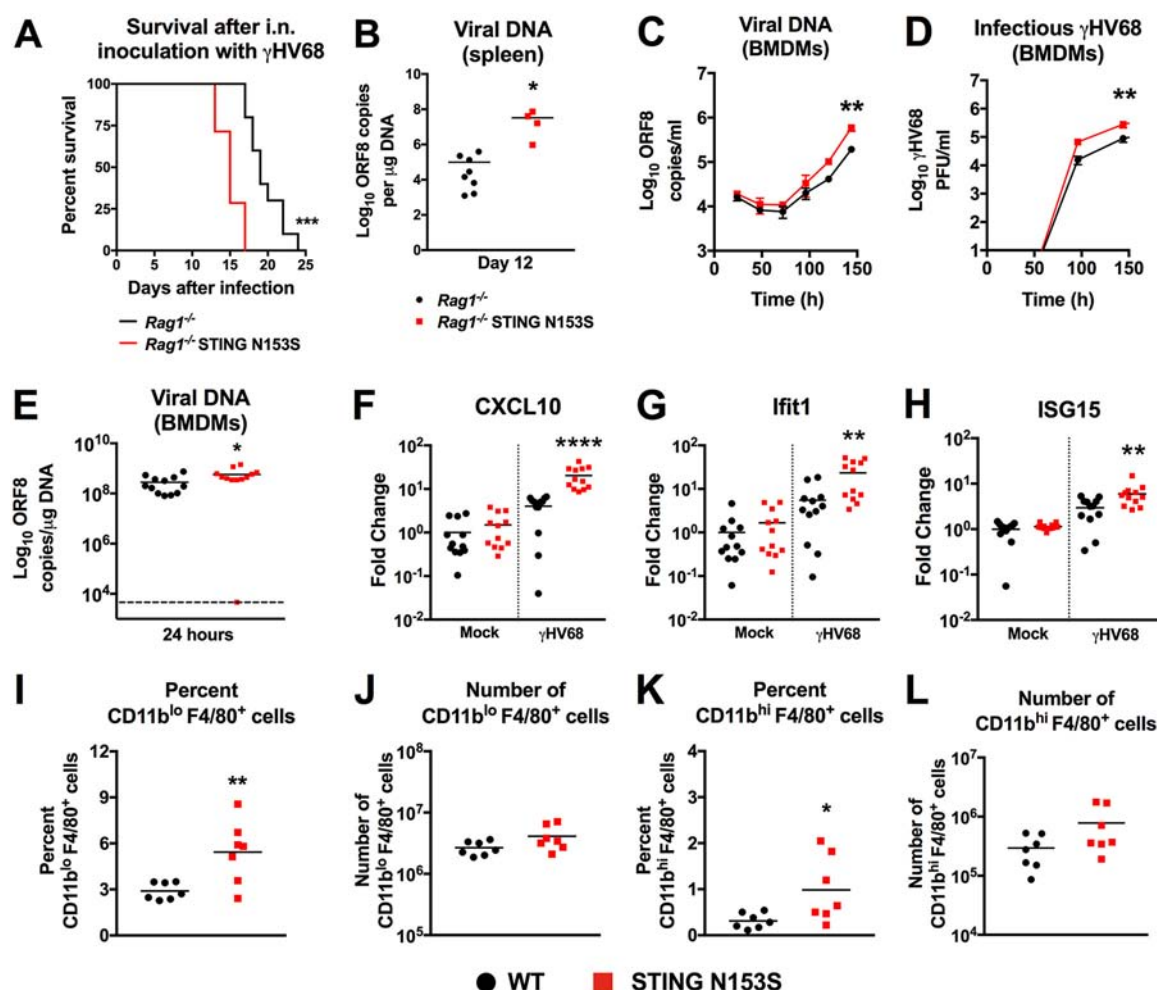 A
Survival after i.n.
inoculation with γHV68
Percent survival
100
75
50
25
0
***
0 5 10 15 20 25
Days after infection
Rag1-/-
Rag1-/- STING N153S
B
Viral DNA
(spleen)
Log10 ORF8 copies
per μg DNA
10
8
6
4
2
0
*
Day 12
Rag1-/-
Rag1-/- STING N153S
C
Viral DNA
(BMDMs)
Log10 ORF8
copies/ml
7
6
5
4
3
**
0 50 100 150
Time (h)
D
Infectious γHV68
(BMDMs)
Log10 γHV68
PFU/ml
7
6
5
4
3
2
1
**
0 50 100 150
Time (h)
E
Viral DNA
(BMDMs)
Log10 ORF8
copies/μg DNA
10^10
10^8
10^6
10^4
*
24 hours
F
CXCL10
Fold Change
10^2
10^1
10^0
10^-1
10^-2
****
Mock γHV68
G
Ifit1
Fold Change
10^2
10^1
10^0
10^-1
10^-2
**
Mock γHV68
H
ISG15
Fold Change
10^2
10^1
10^0
10^-1
10^-2
**
Mock γHV68
I
Percent
CD11b^lo F4/80+ cells
Percent
CD11b^lo F4/80+ cells
12
9
6
3
0
**
J
Number of
CD11b^lo F4/80+ cells
Number of
CD11b^lo F4/80+ cells
10^8
10^7
10^6
10^5
K
Percent
CD11b^hi F4/80+ cells
Percent
CD11b^hi F4/80+ cells
4
3
2
1
0
*
L
Number of
CD11b^hi F4/80+ cells
Number of
CD11b^hi F4/80+ cells
10^7
10^6
10^5
10^4
WT STING N153S